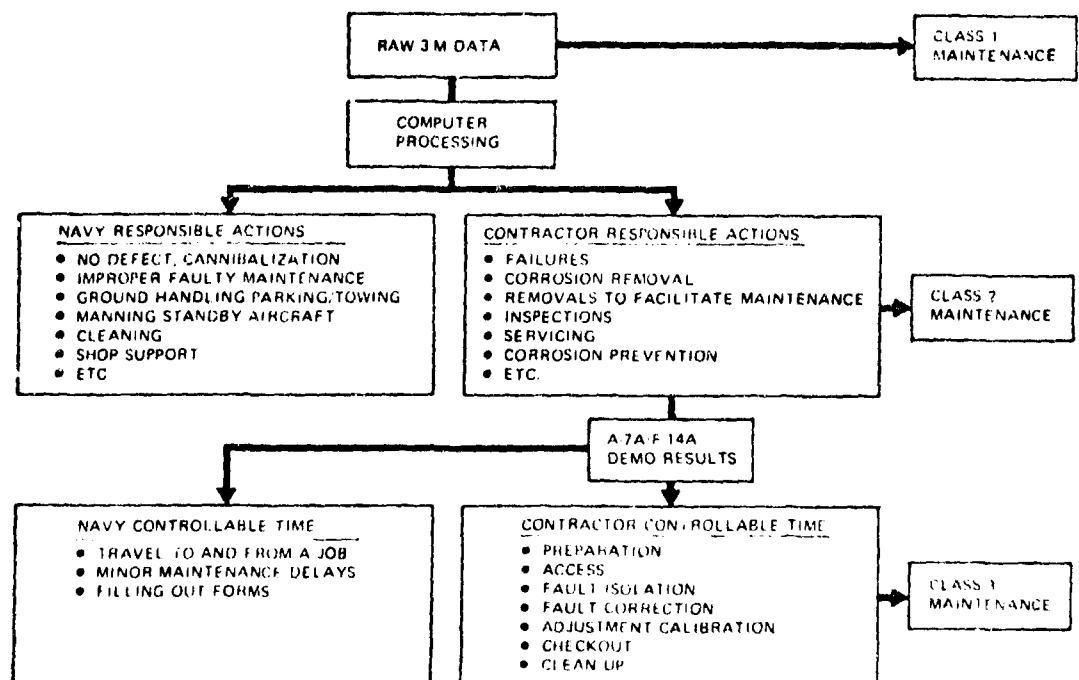 RAW 3 M DATA
CLASS 1
MAINTENANCE
COMPUTER
PROCESSING
NAVY RESPONSIBLE ACTIONS
• NO DEFECT, CANNIBALIZATION
• IMPROPER FAULTY MAINTENANCE
• GROUND HANDLING PARKING/TOWING
• MANNING STANDBY AIRCRAFT
• CLEANING
• SHOP SUPPORT
• ETC
CONTRACTOR RESPONSIBLE ACTIONS
• FAILURES
• CORROSION REMOVAL
• REMOVALS TO FACILITATE MAINTENANCE
• INSPECTIONS
• SERVICING
• CORROSION PREVENTION
• ETC.
CLASS 2
MAINTENANCE
A-7A-F 14A
DEMO RESULTS
NAVY CONTROLLABLE TIME
• TRAVEL TO AND FROM A JOB
• MINOR MAINTENANCE DELAYS
• FILLING OUT FORMS
CONTRACTOR CONTROLLABLE TIME
• PREPARATION
• ACCESS
• FAULT ISOLATION
• FAULT CORRECTION
• ADJUSTMENT CALIBRATION
• CHECKOUT
• CLEAN UP
CLASS
MAINTENANCE